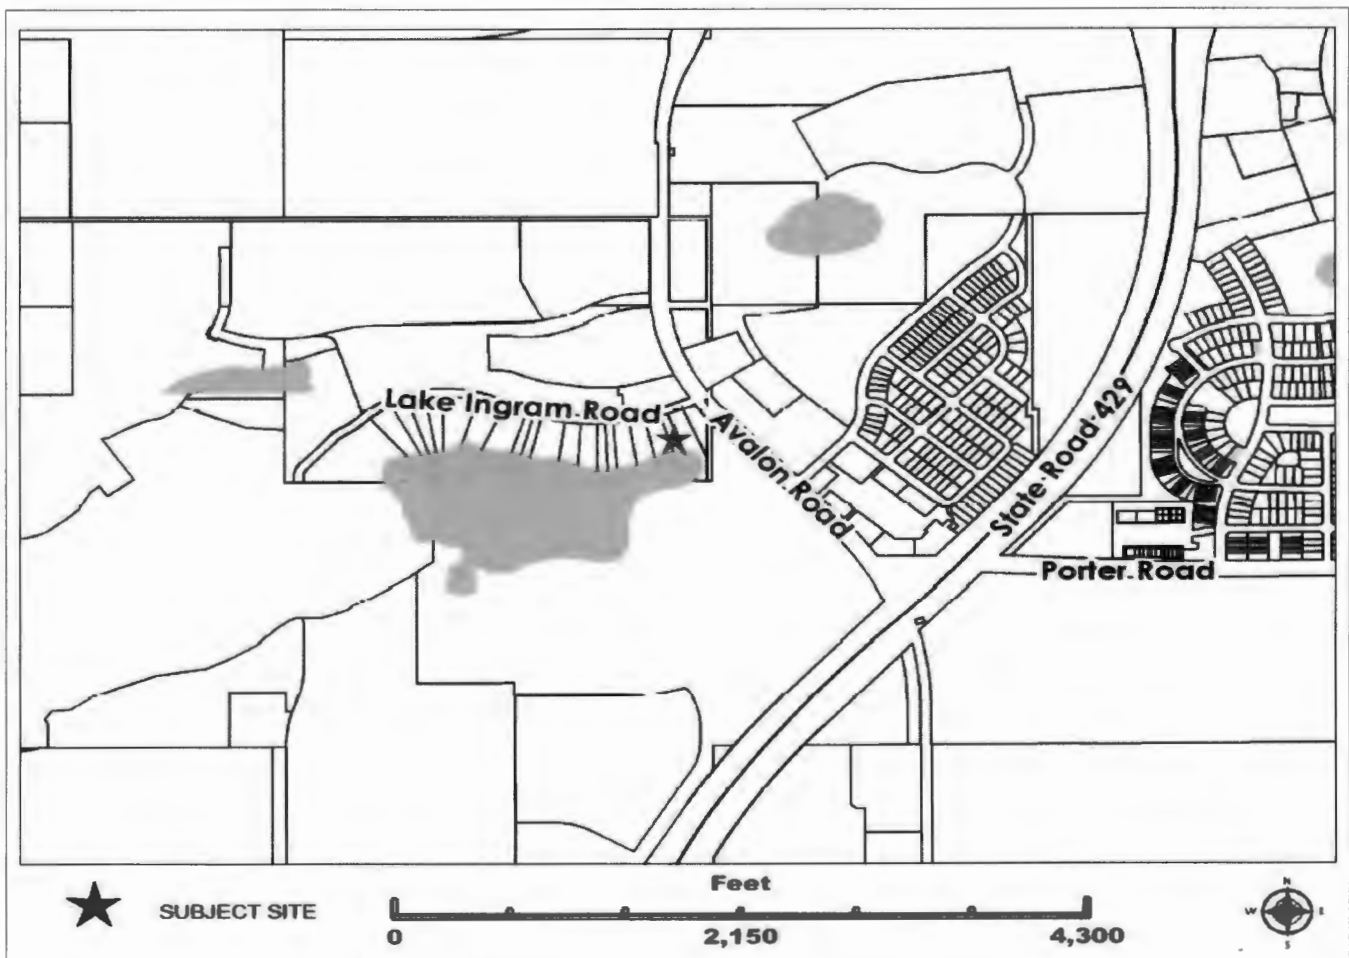 Lake Ingram Road
Avalon Road
State Road 429
Porter Road
Feet
SUBJECT SITE
0
2,150
4,300
N
W
E
S